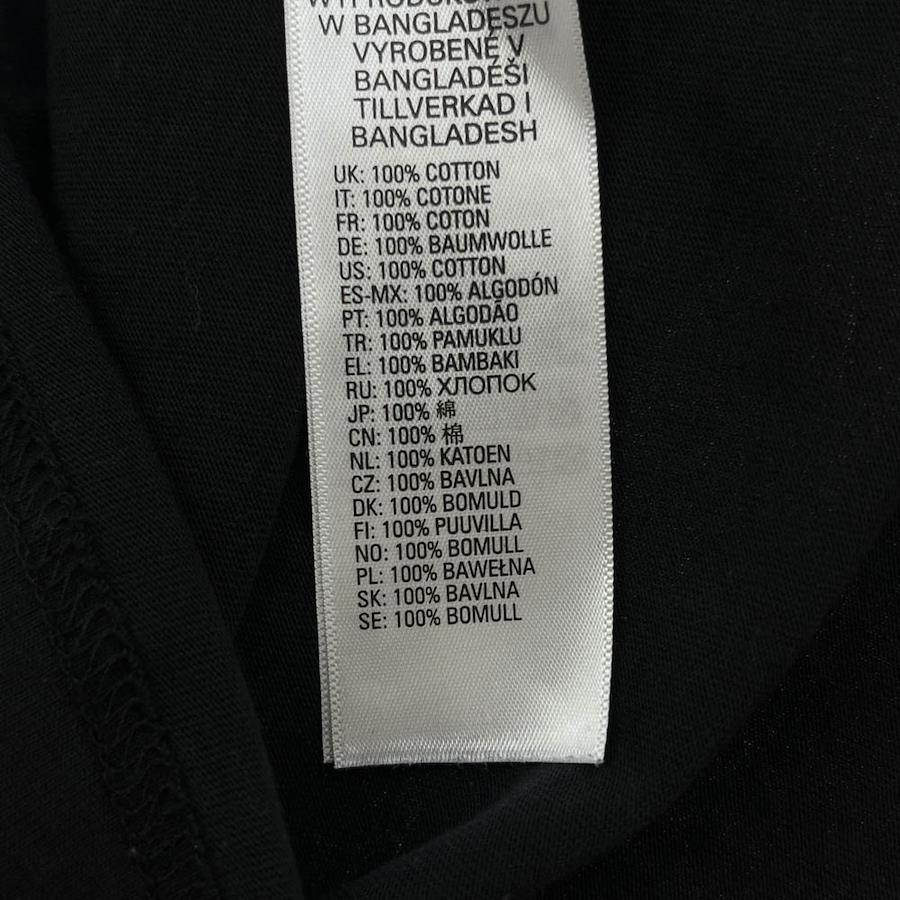 W BANGLADESZU
VYROBENÉ V
BANGLADÉŠI
TILLVERKAD I
BANGLADESH
UK: 100% COTTON
IT: 100% COTONE
FR: 100% COTON
DE: 100% BAUMWOLLE
US: 100% COTTON
ES-MX: 100% ALGODÓN
PT: 100% ALGODÃO
TR: 100% PAMUKLU
EL: 100% BAMBAKI
RU: 100% ХЛОПОК
JP: 100% 綿
CN: 100% 棉
NL: 100% KATOEN
CZ: 100% BAVLNA
DK: 100% BOMULD
FI: 100% PUUVILLA
NO: 100% BOMULL
PL: 100% BAWEŁNA
SK: 100% BAVLNA
SE: 100% BOMULL